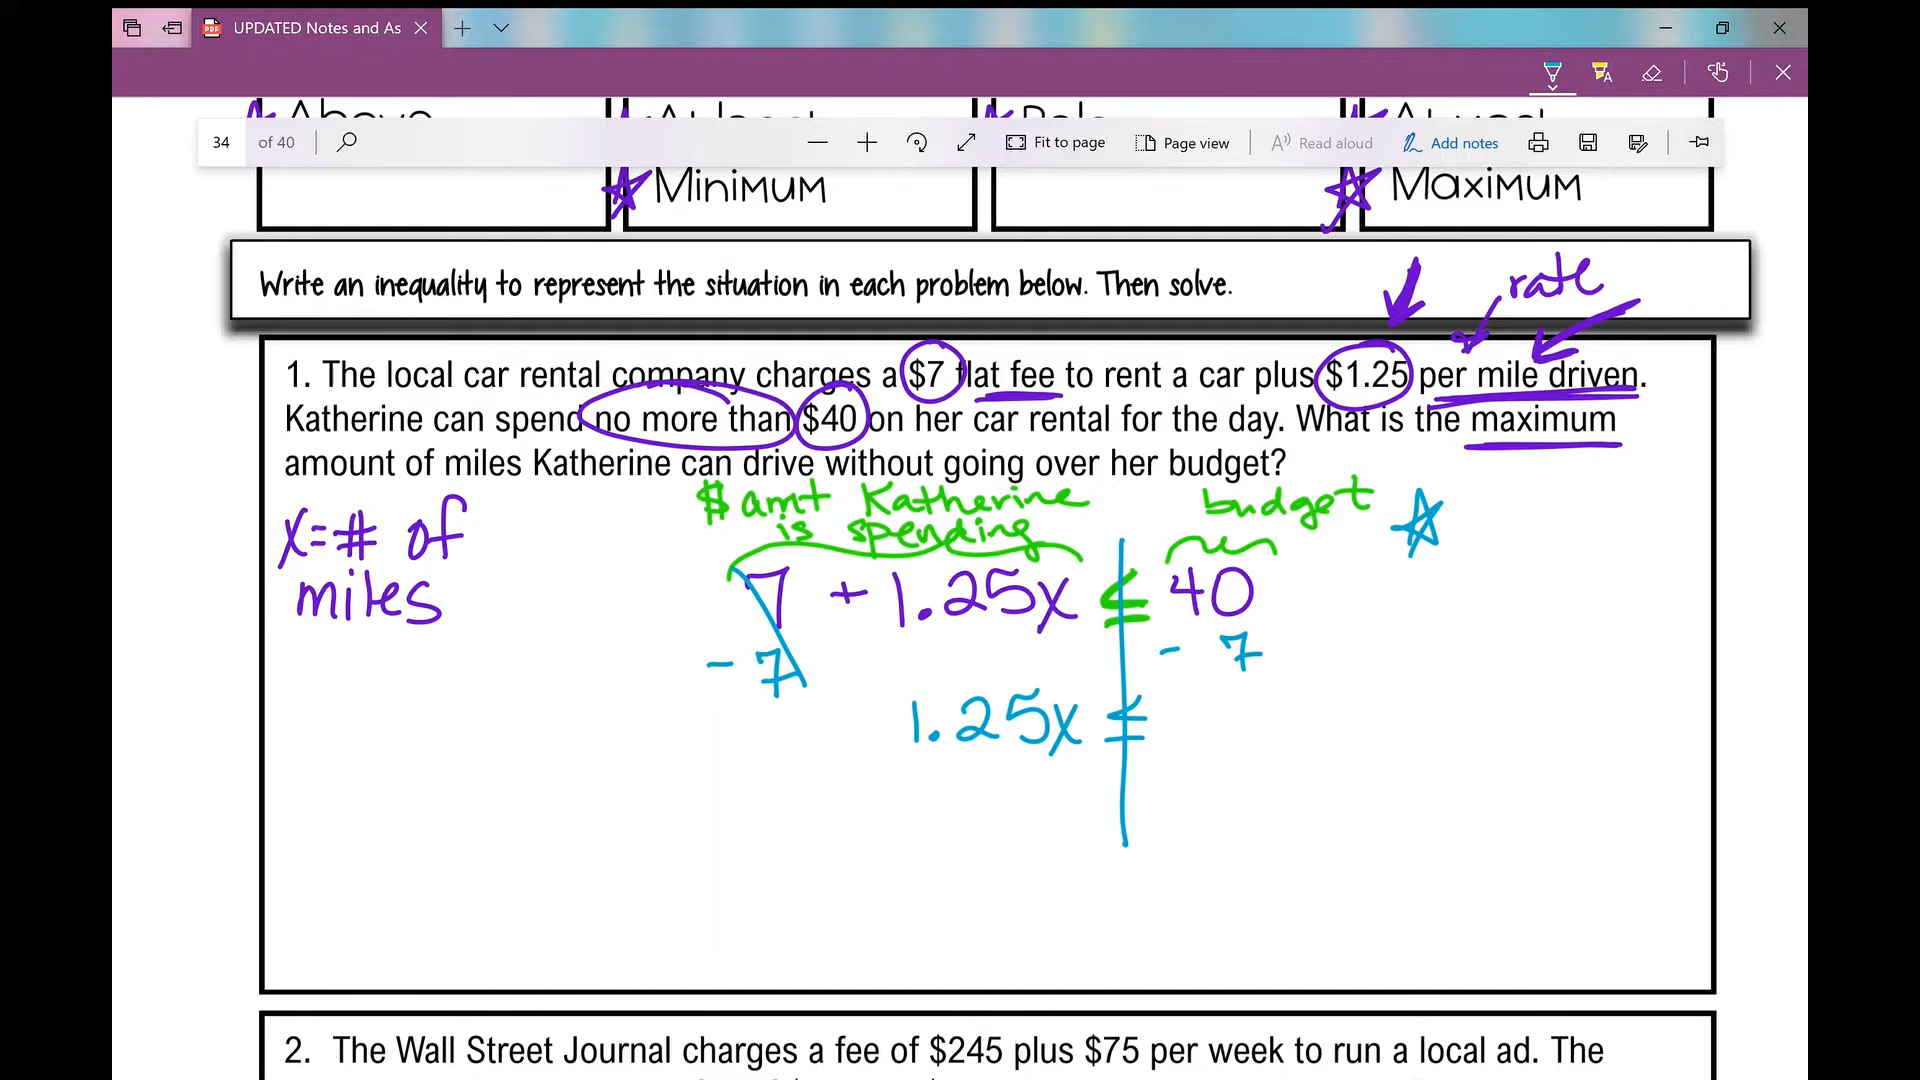 UPDATED Notes and As
34 of 40 Fit to page Page view Read aloud Add notes
Minimum Maximum
Write an inequality to represent the situation in each problem below. Then solve.
rate
1. The local car rental company charges a $7 flat fee to rent a car plus $1.25 per mile driven.
Katherine can spend no more than $40 on her car rental for the day. What is the maximum
amount of miles Katherine can drive without going over her budget?
$ amt Katherine budget
is spending
x = # of
miles
7 + 1.25x ≤ 40
- 7 - 7
1.25x ≤
2. The Wall Street Journal charges a fee of $245 plus $75 per week to run a local ad. The